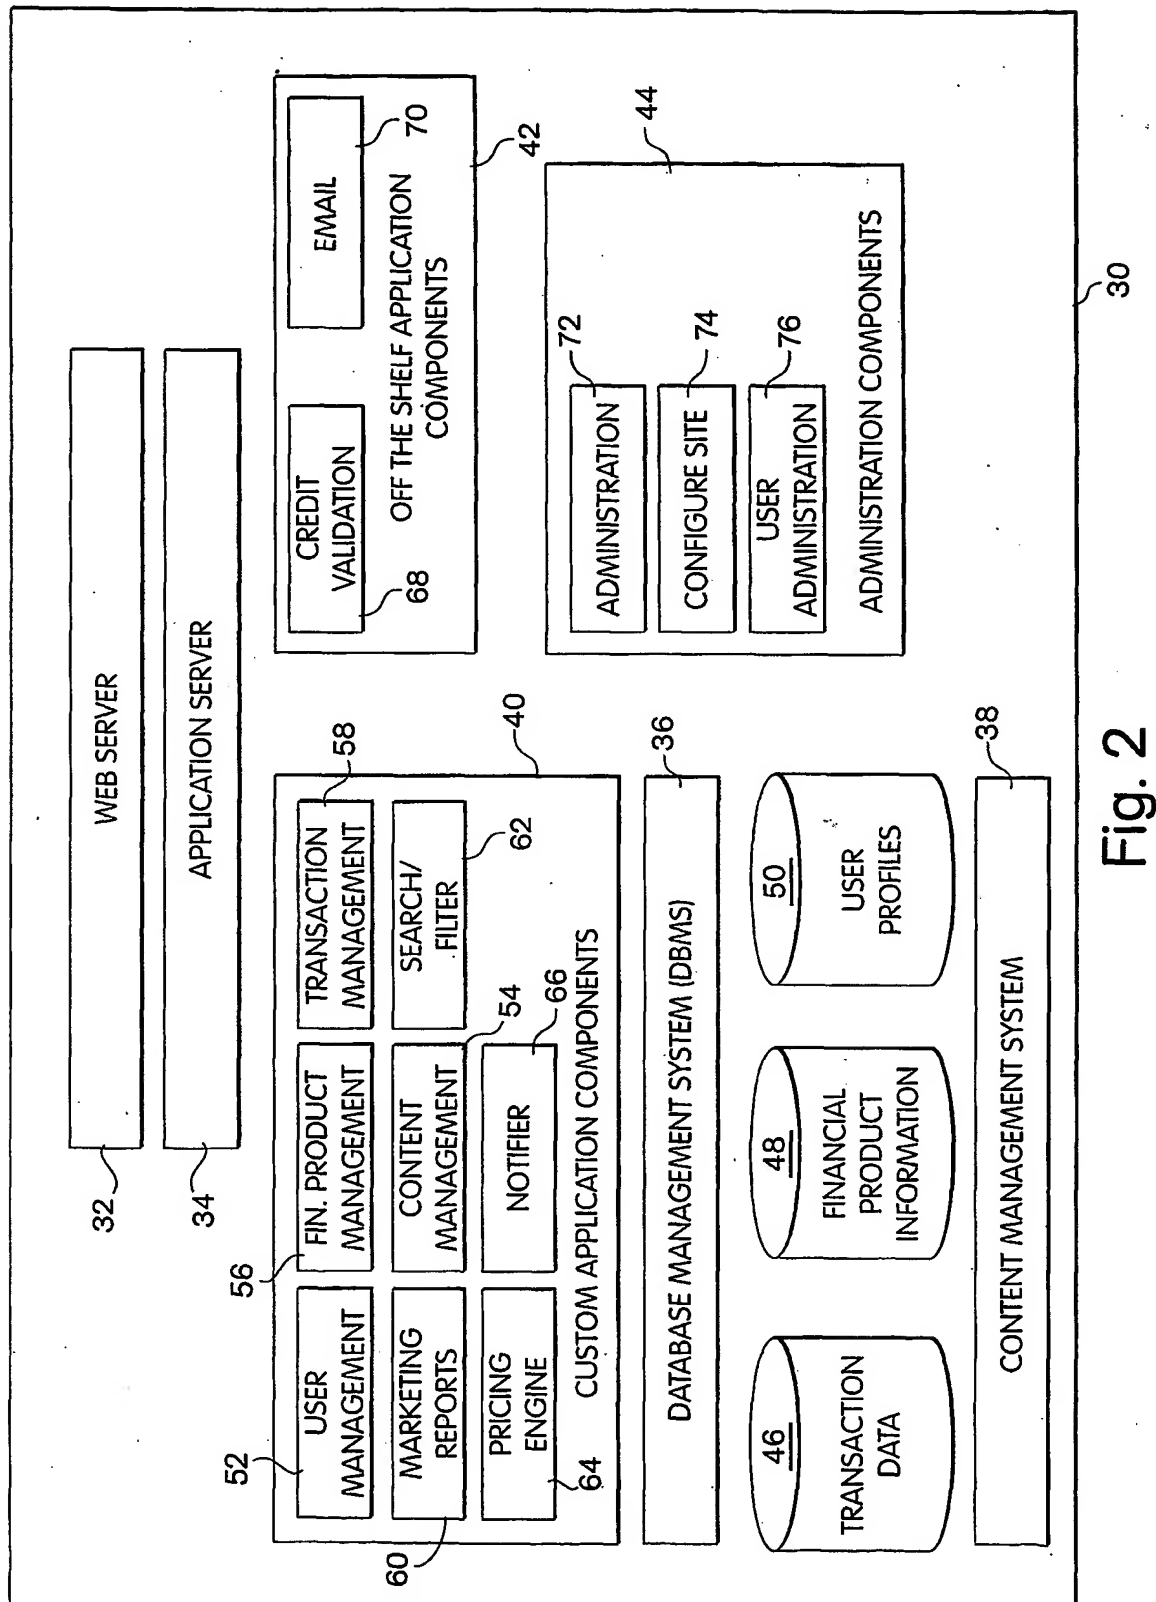 WEB SERVER
32
APPLICATION SERVER
34
USER
MANAGEMENT
52
FIN. PRODUCT
MANAGEMENT
56
TRANSACTION
MANAGEMENT
58
MARKETING
REPORTS
60
CONTENT
MANAGEMENT
54
SEARCH/
FILTER
62
PRICING
ENGINE
64
NOTIFIER
66
CUSTOM APPLICATION COMPONENTS
40
CREDIT
VALIDATION
68
EMAIL
70
OFF THE SHELF APPLICATION
COMPONENTS
42
ADMINISTRATION
72
CONFIGURE SITE
74
USER
ADMINISTRATION
76
ADMINISTRATION COMPONENTS
44
DATABASE MANAGEMENT SYSTEM (DBMS)
36
46
TRANSACTION
DATA
48
FINANCIAL
PRODUCT
INFORMATION
50
USER
PROFILES
CONTENT MANAGEMENT SYSTEM
38
30
Fig. 2